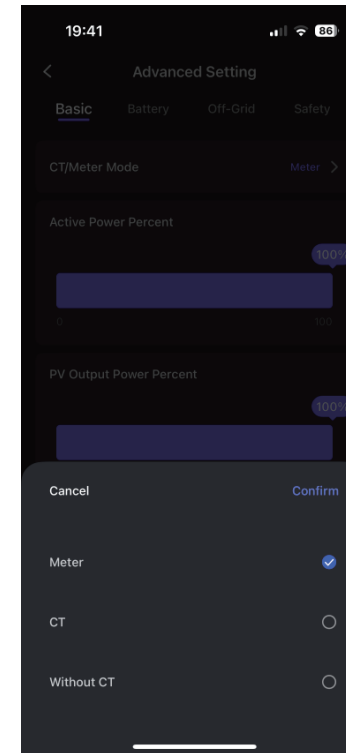 19:41
86
Advanced Setting
Basic Battery Off-Grid Safety
CT/Meter Mode Meter
Active Power Percent
100%
0 100
PV Output Power Percent
100%
Cancel Confirm
Meter
CT
Without CT